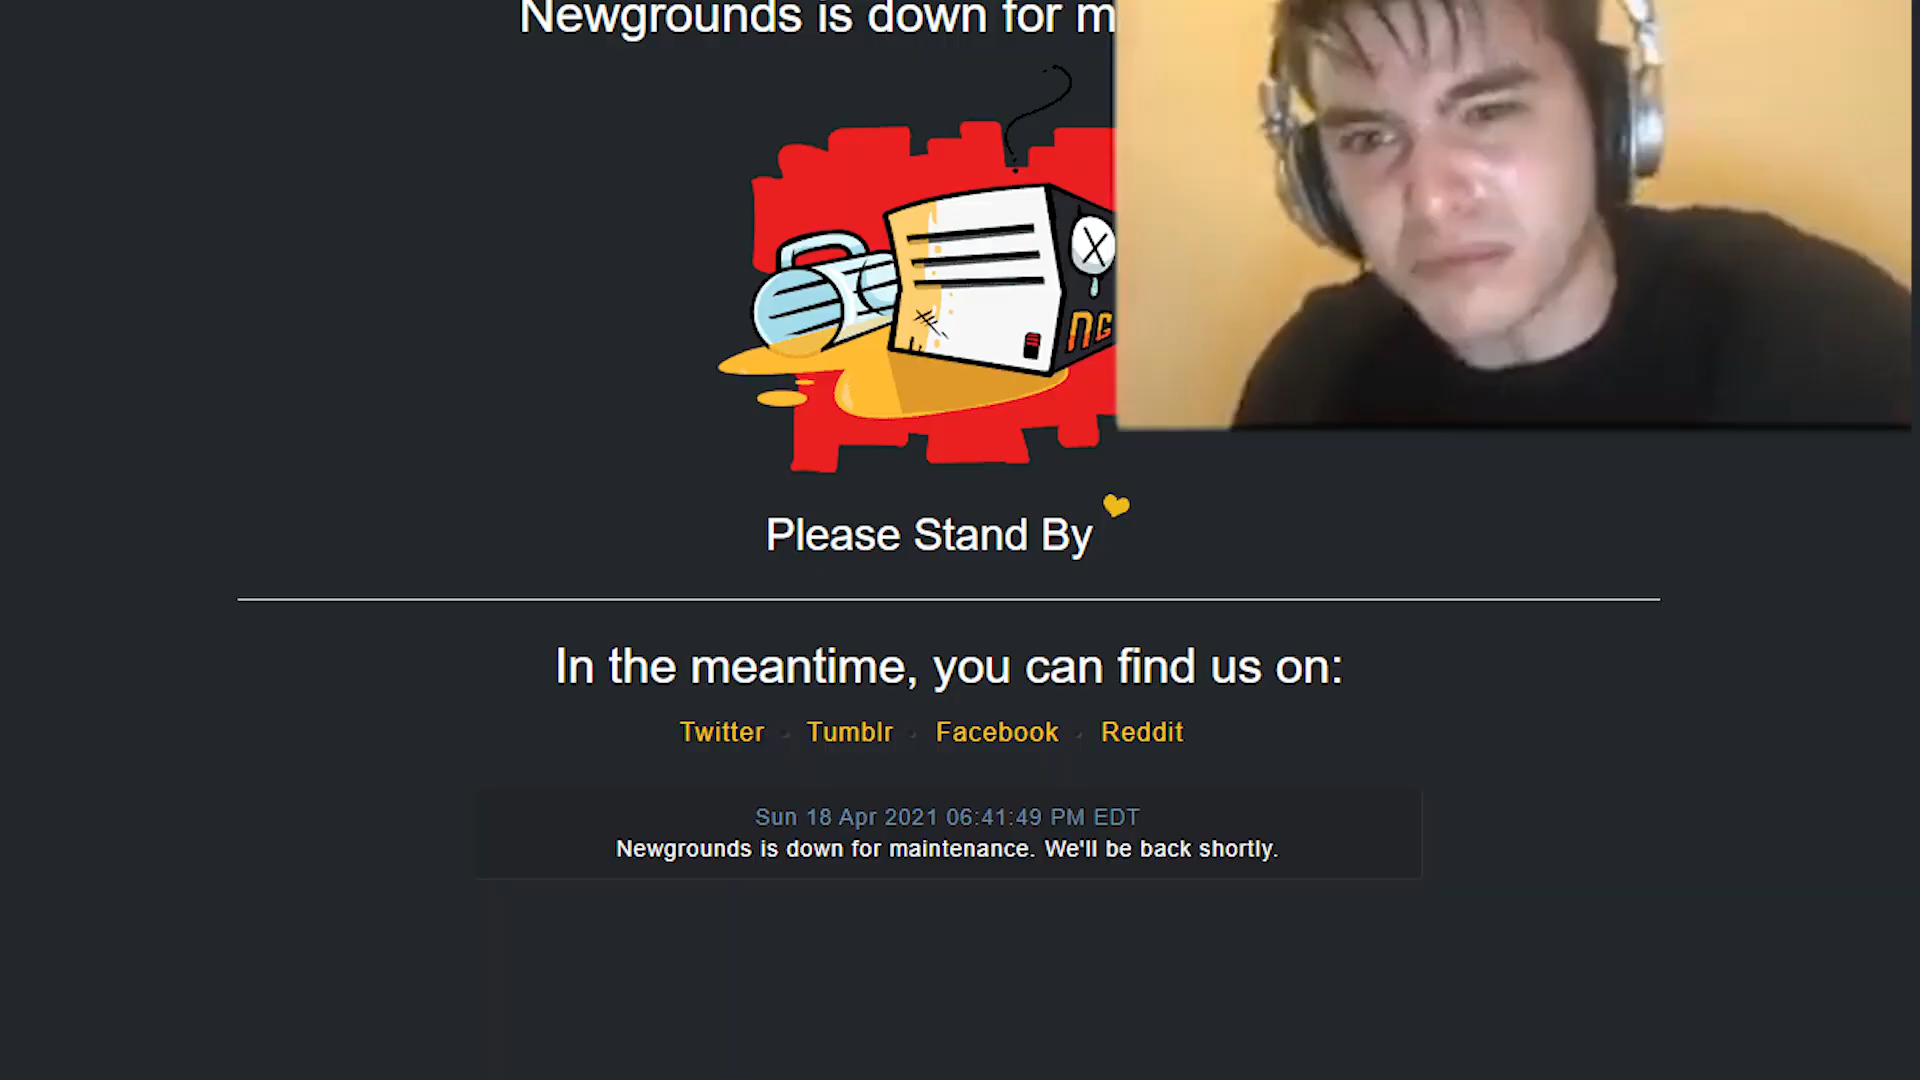 Newgrounds is down for m
NG
Please Stand By
In the meantime, you can find us on:
Twitter · Tumblr · Facebook · Reddit
Sun 18 Apr 2021 06:41:49 PM EDT
Newgrounds is down for maintenance. We'll be back shortly.